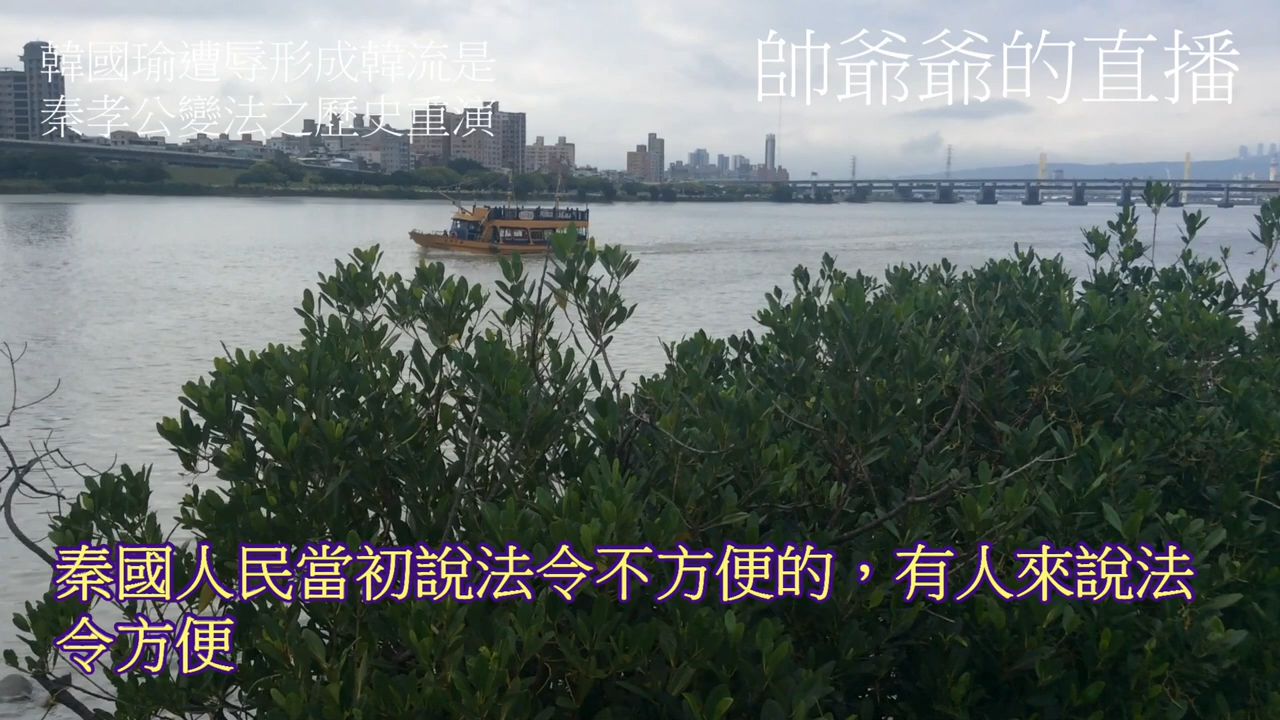 韓國瑜遭辱形成韓流是
秦孝公變法之歷史重演
帥爺爺的直播
秦國人民當初說法令不方便的，有人來說法
令方便